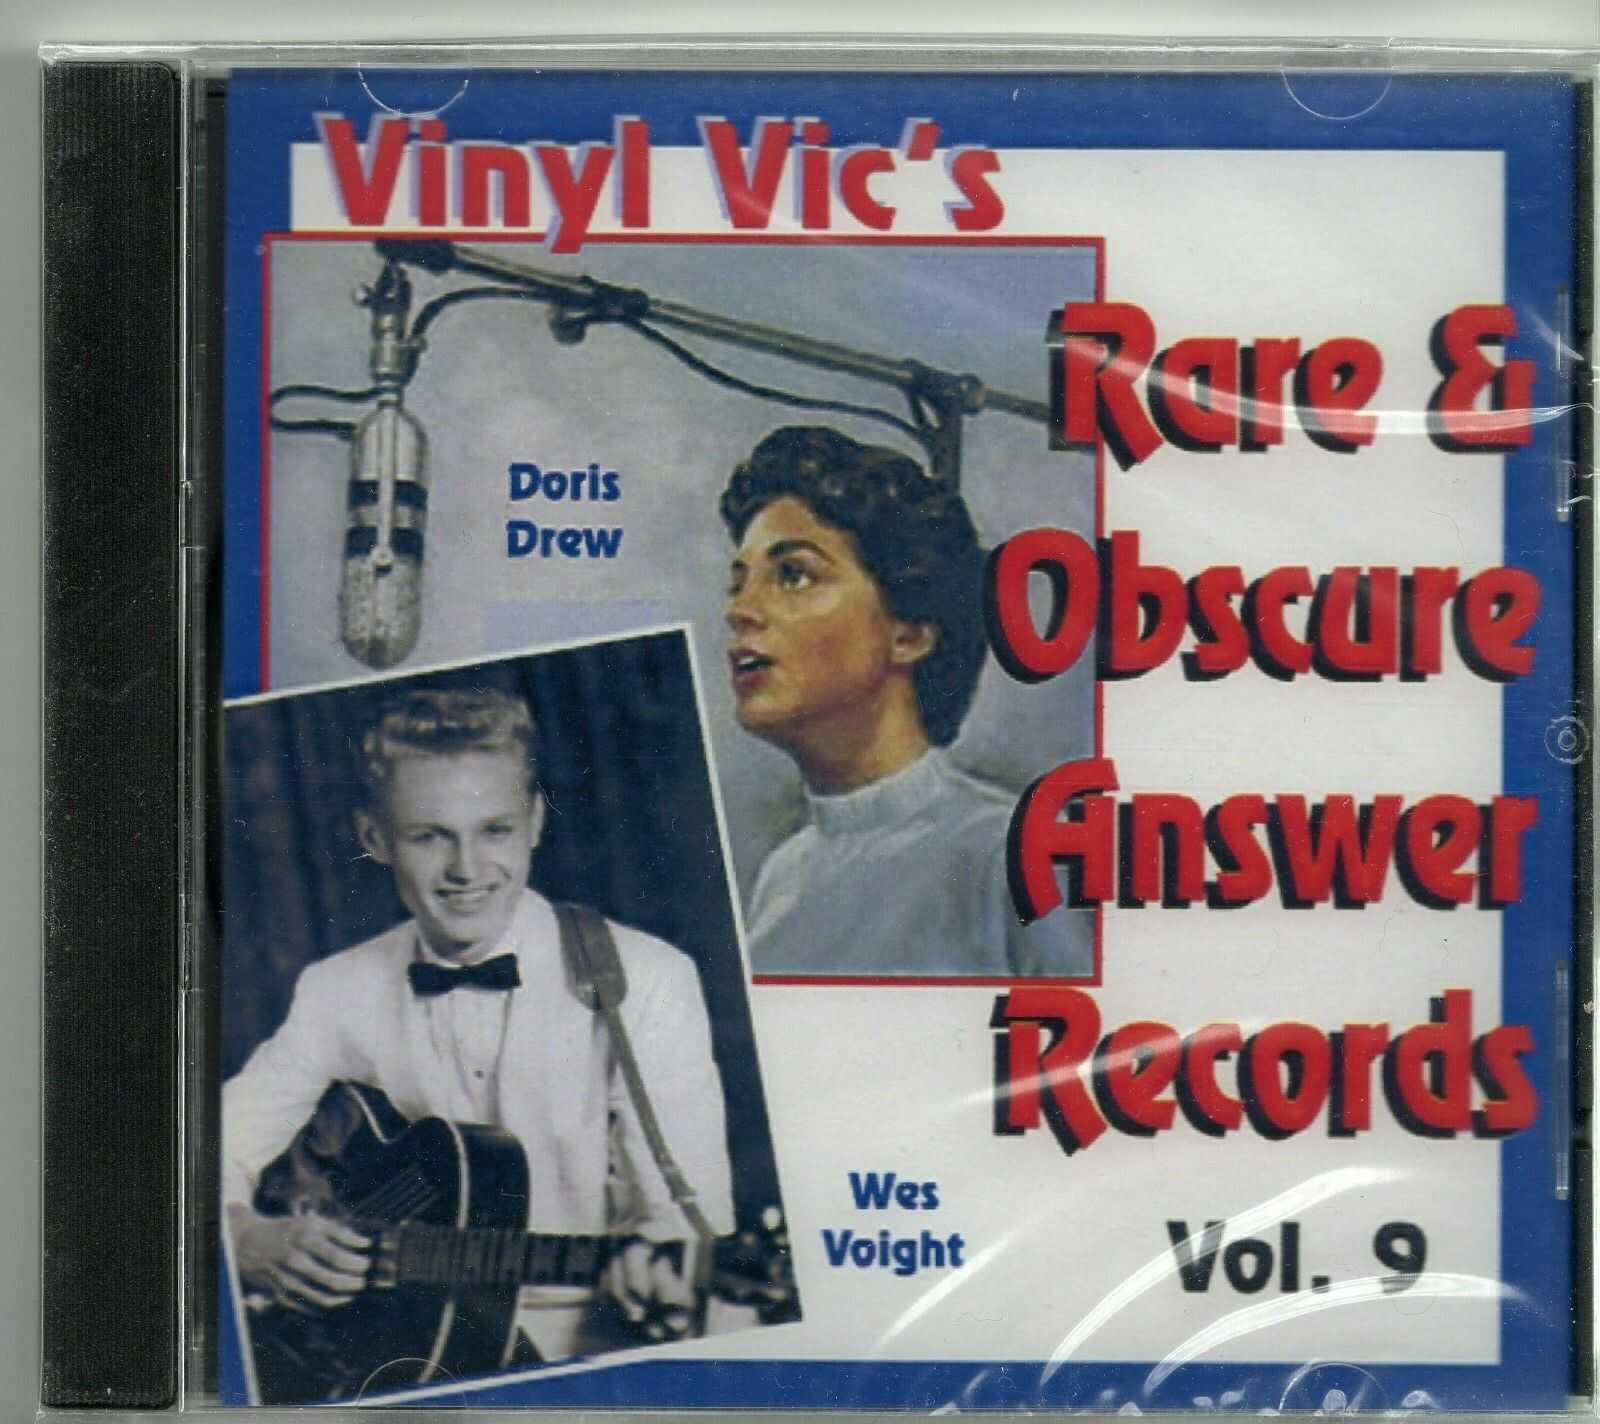 Vinyl Vic's
Rare &
Obscure
Answer
Records
Vol. 9
Doris
Drew
Wes
Voight